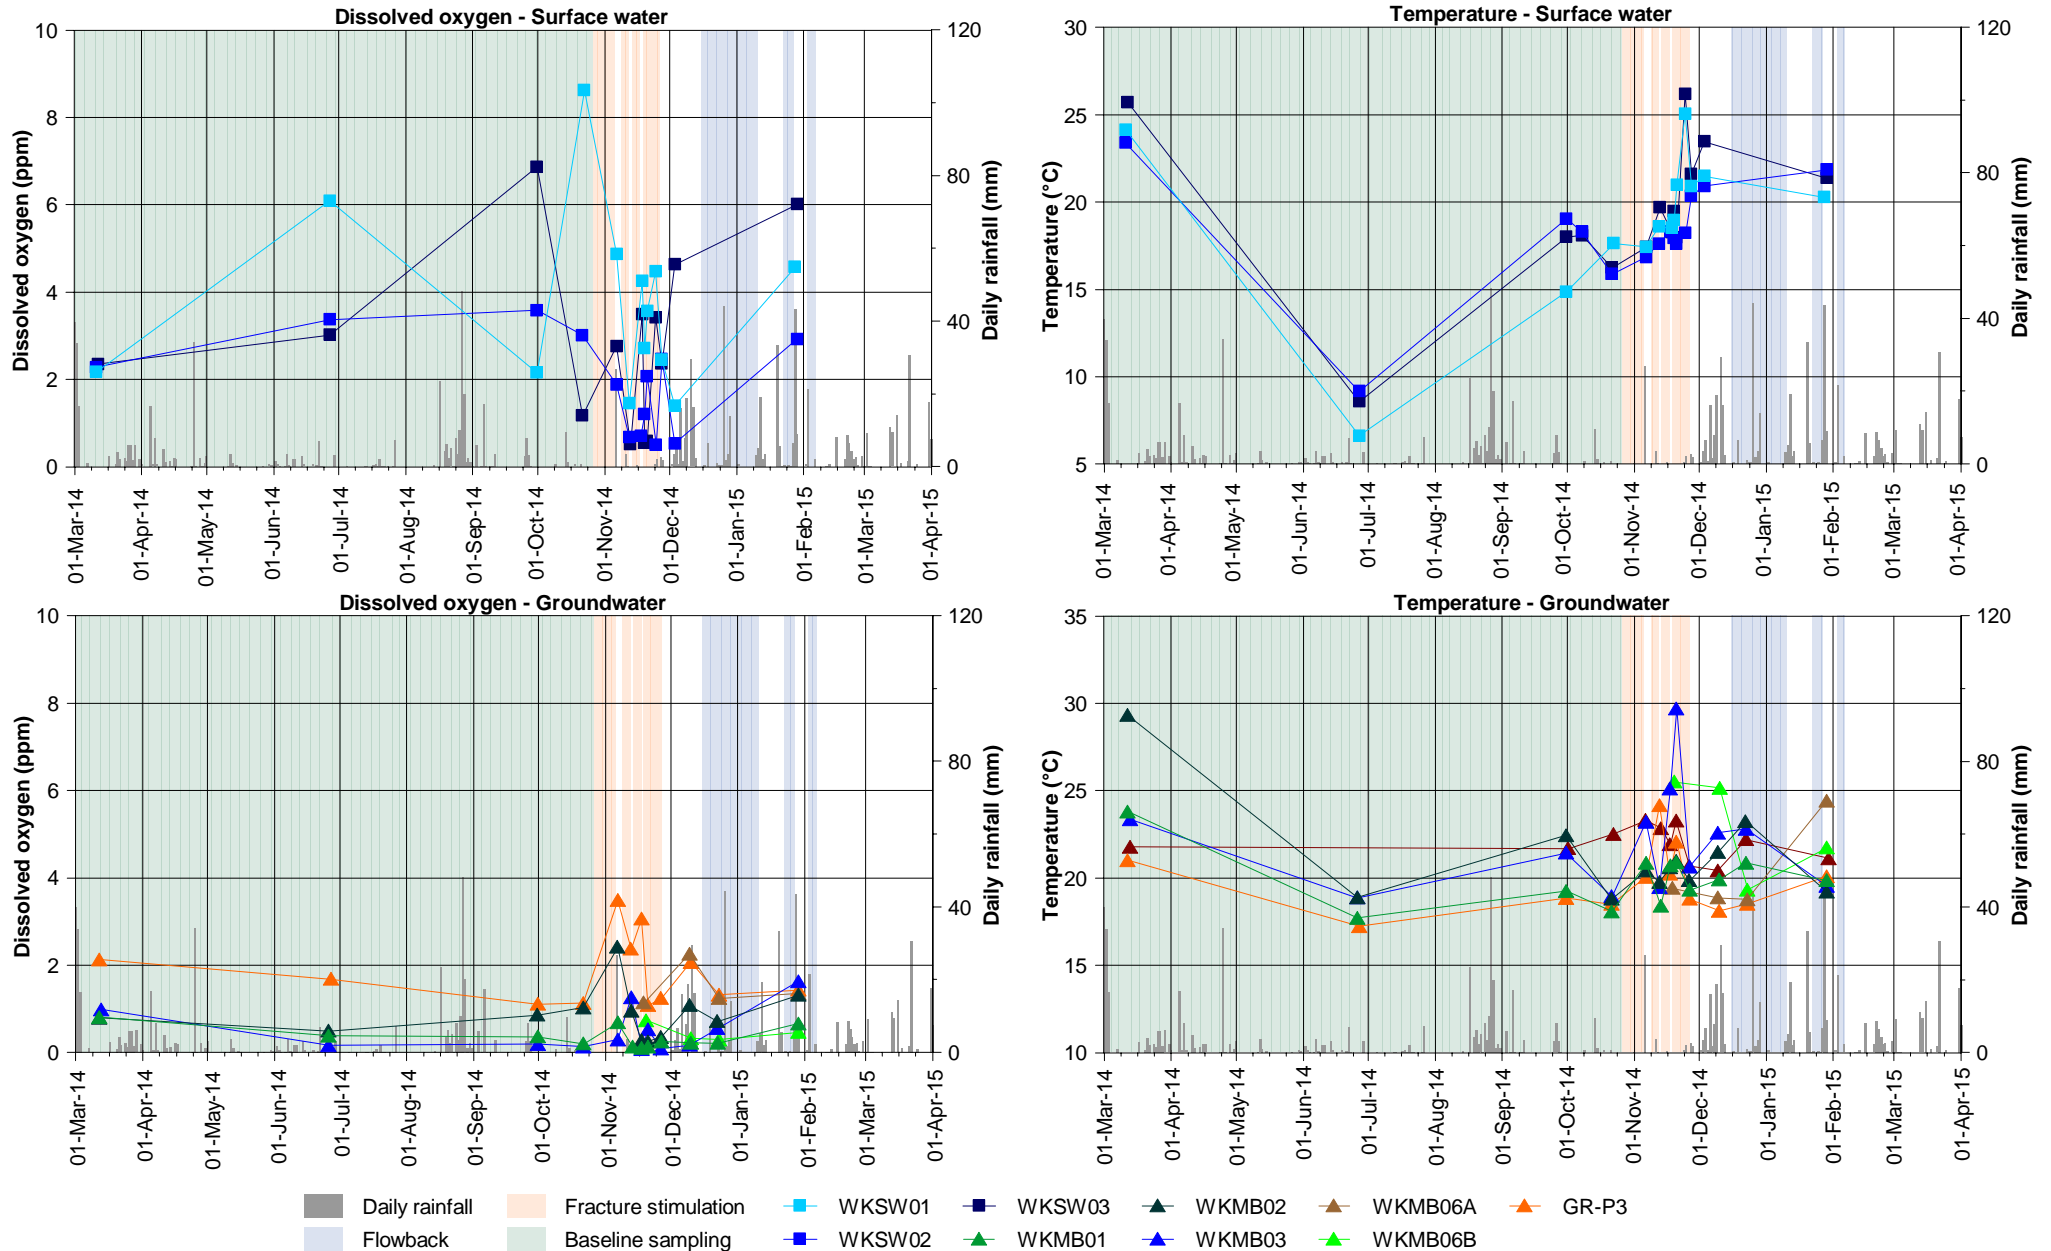 Dissolved oxygen - Surface water
10
8
6
4
2
0
Dissolved oxygen (ppm)
120
80
40
0
Daily rainfall (mm)
01-Mar-14
01-Apr-14
01-May-14
01-Jun-14
01-Jul-14
01-Aug-14
01-Sep-14
01-Oct-14
01-Nov-14
01-Dec-14
01-Jan-15
01-Feb-15
01-Mar-15
01-Apr-15
Temperature - Surface water
30
25
20
15
10
5
Temperature (°C)
120
80
40
0
Daily rainfall (mm)
01-Mar-14
01-Apr-14
01-May-14
01-Jun-14
01-Jul-14
01-Aug-14
01-Sep-14
01-Oct-14
01-Nov-14
01-Dec-14
01-Jan-15
01-Feb-15
01-Mar-15
01-Apr-15
Dissolved oxygen - Groundwater
10
8
6
4
2
0
Dissolved oxygen (ppm)
120
80
40
0
Daily rainfall (mm)
01-Mar-14
01-Apr-14
01-May-14
01-Jun-14
01-Jul-14
01-Aug-14
01-Sep-14
01-Oct-14
01-Nov-14
01-Dec-14
01-Jan-15
01-Feb-15
01-Mar-15
01-Apr-15
Temperature - Groundwater
35
30
25
20
15
10
Temperature (°C)
120
80
40
0
Daily rainfall (mm)
01-Mar-14
01-Apr-14
01-May-14
01-Jun-14
01-Jul-14
01-Aug-14
01-Sep-14
01-Oct-14
01-Nov-14
01-Dec-14
01-Jan-15
01-Feb-15
01-Mar-15
01-Apr-15
Daily rainfall Fracture stimulation WKSW01 WKSW03 WKMB02 WKMB06A GR-P3
Flowback Baseline sampling WKSW02 WKMB01 WKMB03 WKMB06B